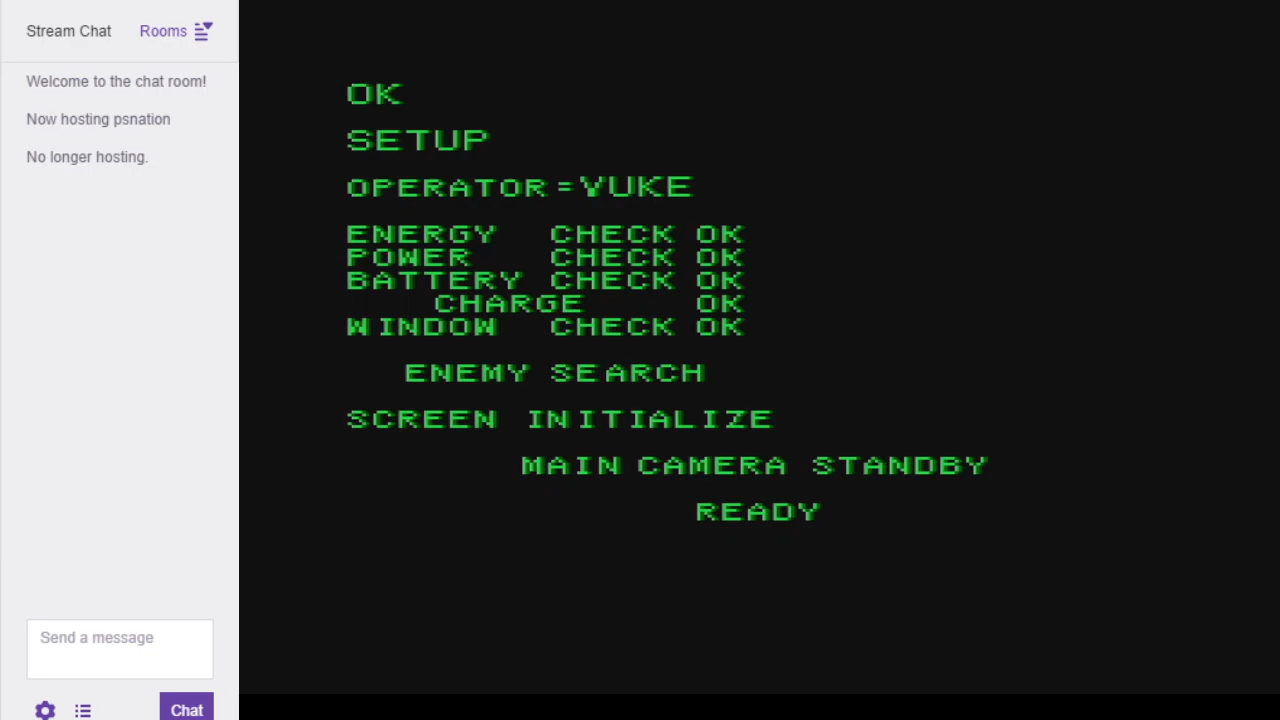 Stream Chat
Rooms
Welcome to the chat room!
Now hosting psnation
No longer hosting.
Send a message
Chat
OK
SETUP
OPERATOR=YUKE
ENERGY CHECK OK
POWER CHECK OK
BATTERY CHECK OK
CHARGE OK
WINDOW CHECK OK
ENEMY SEARCH
SCREEN INITIALIZE
MAIN CAMERA STANDBY
READY